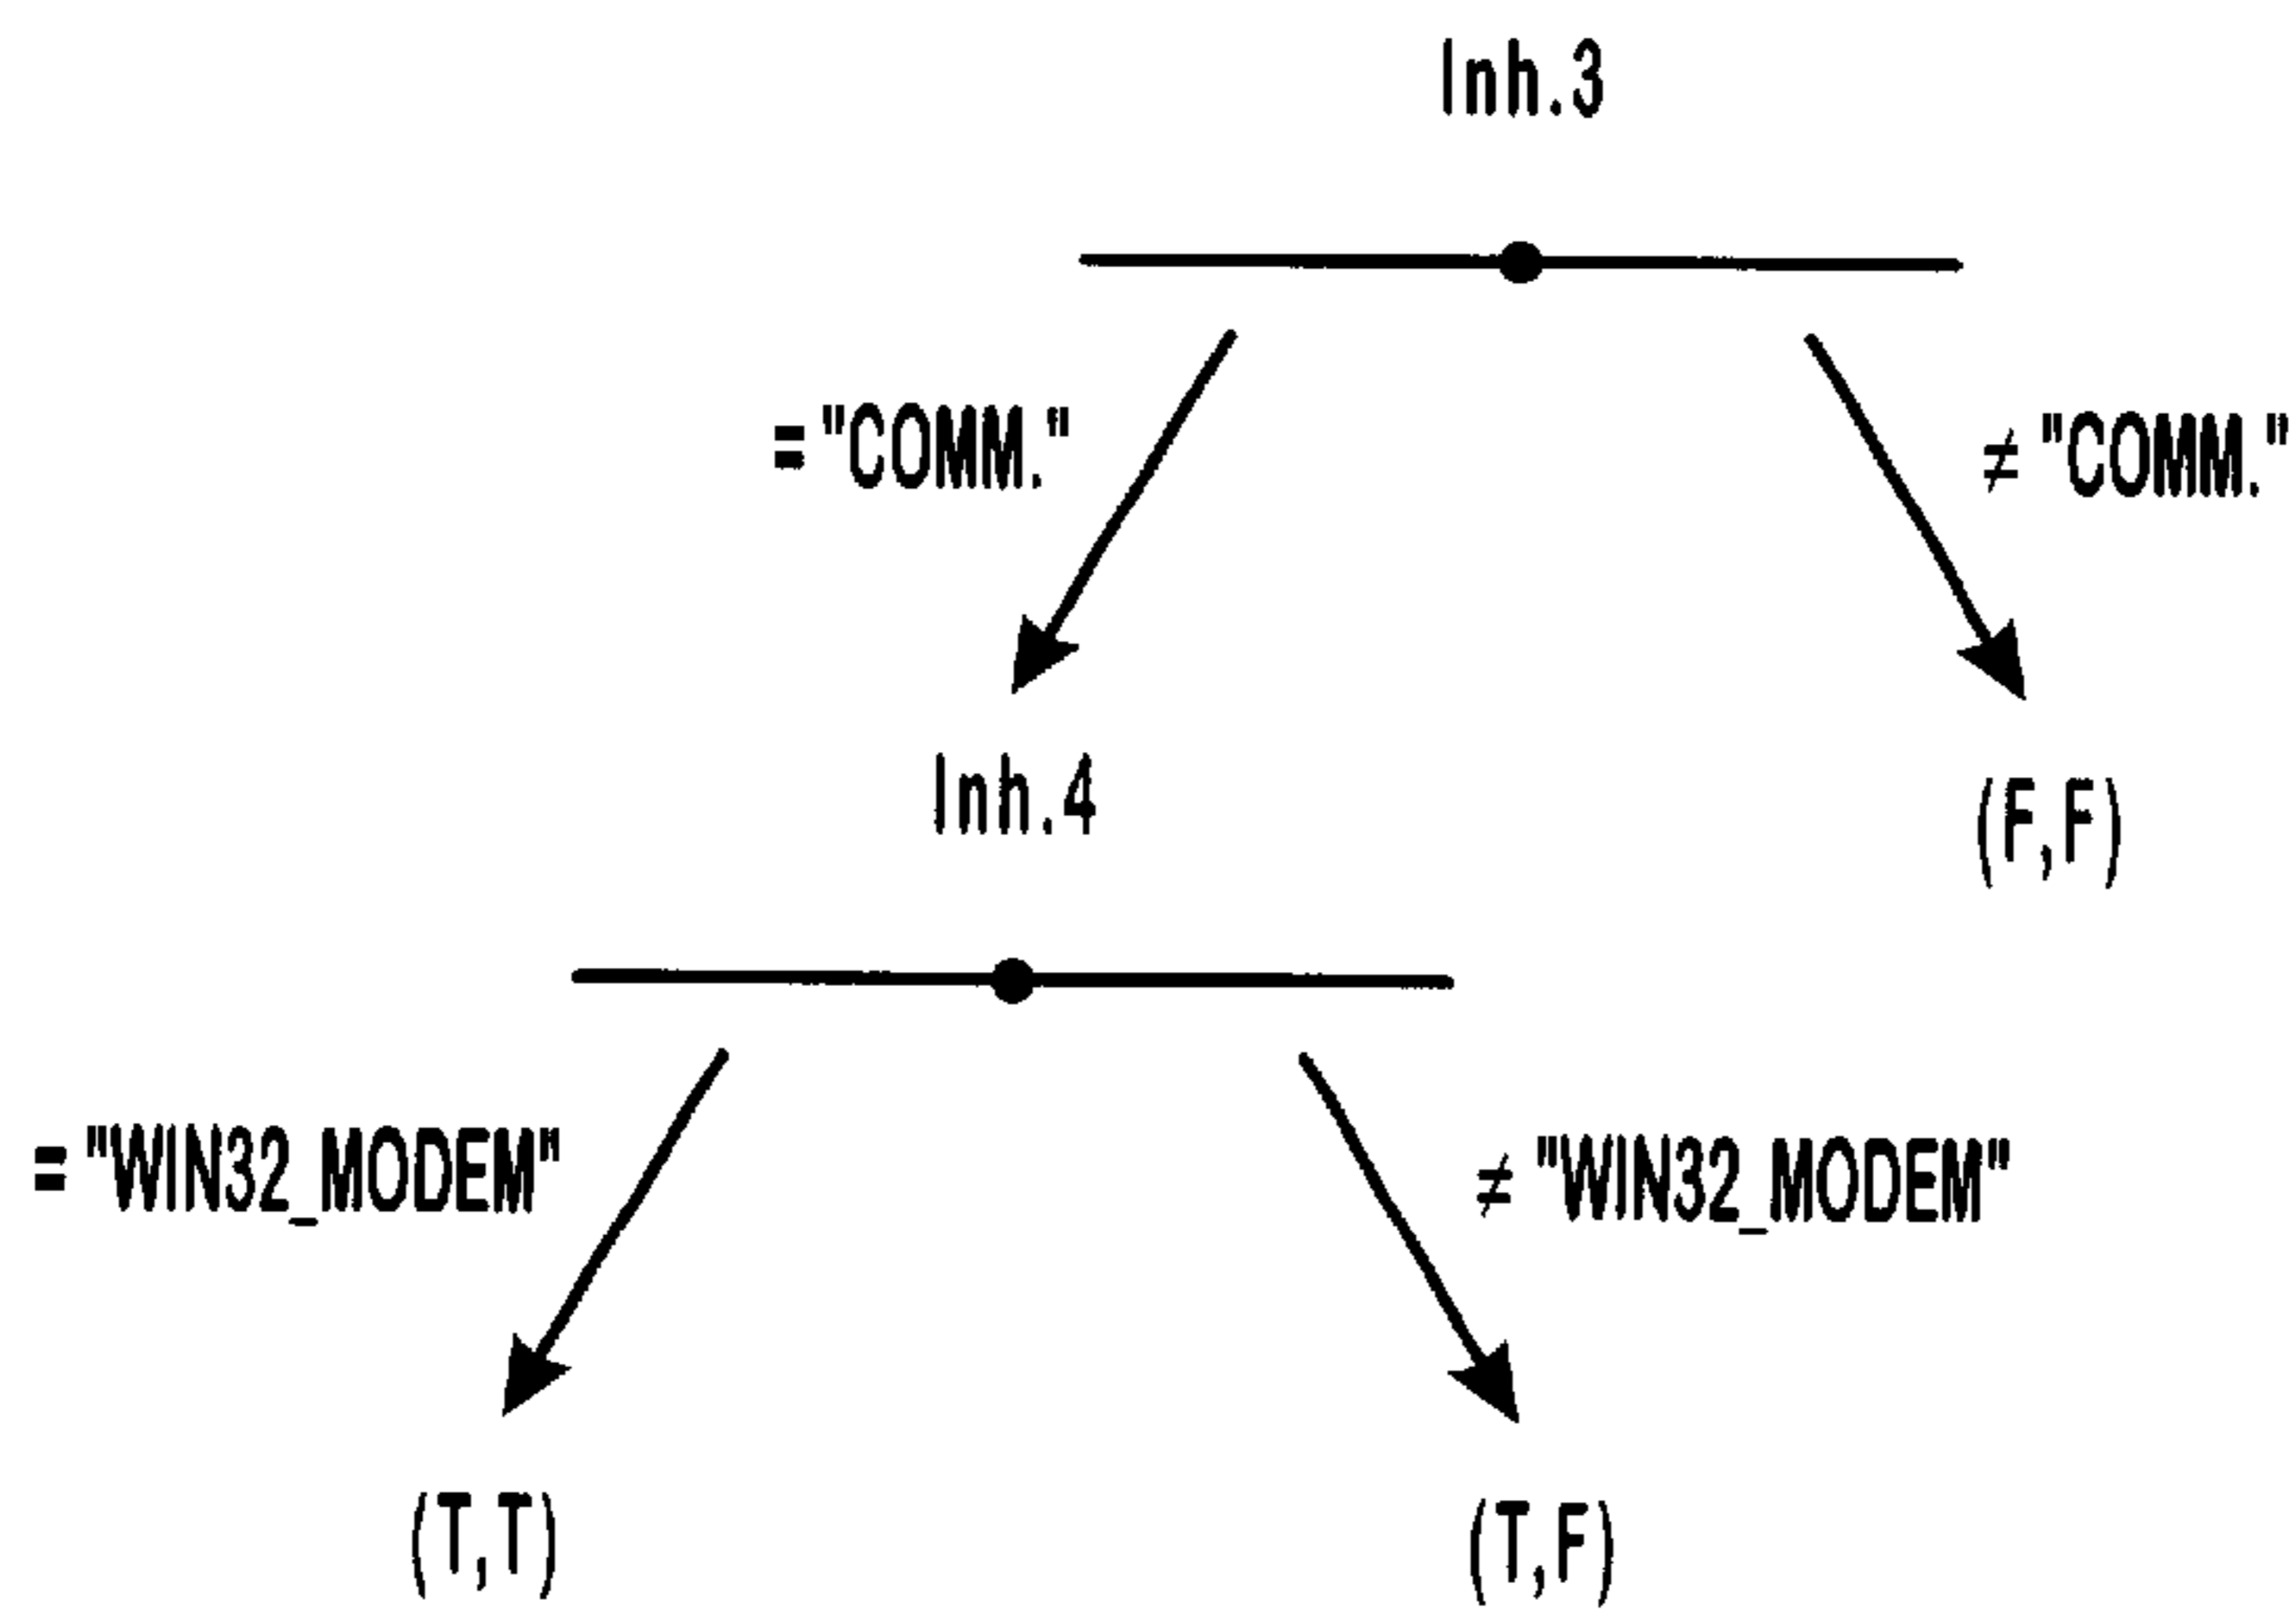 Inh.3
= "COMM."
≠ "COMM."
Inh.4
(F,F)
= "WIN32_MODEM"
≠ "WIN32_MODEM"
(T,T)
(T,F)